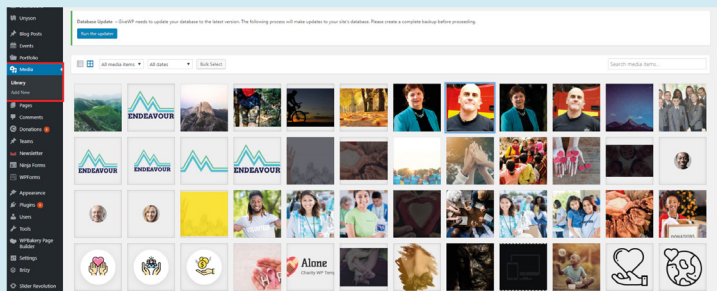 Unyson
Blog Posts
Events
Portfolio
Media
Library
Add New
Pages
Comments
Donations
Teams
Newsletter
Ninja Forms
WPForms
Appearance
Plugins
Users
Tools
WPBakery Page
Builder
Settings
Brizy
Slider Revolution
Database Update – GiveWP needs to update your database to the latest version. The following process will make updates to your site's database. Please create a complete backup before proceeding.
Run the updater
All media items
All dates
Bulk Select
Search media items...
ENDEAVOUR
ENDEAVOUR
ENDEAVOUR
ENDEAVOUR
VOLUNTEER
Alone
Charity WP